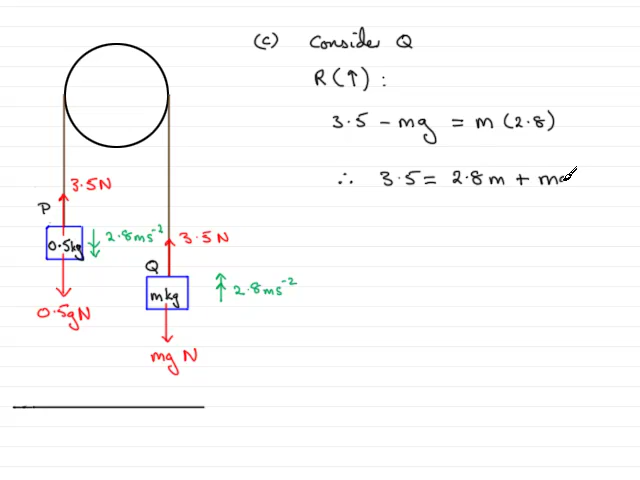 (c) Consider Q
R(↑) :
3.5 - mg = m (2.8)
∴ 3.5 = 2.8m + m
3.5N
P
0.5kg
2.8ms⁻²
0.5gN
3.5N
Q
mkg
2.8ms⁻²
mg N